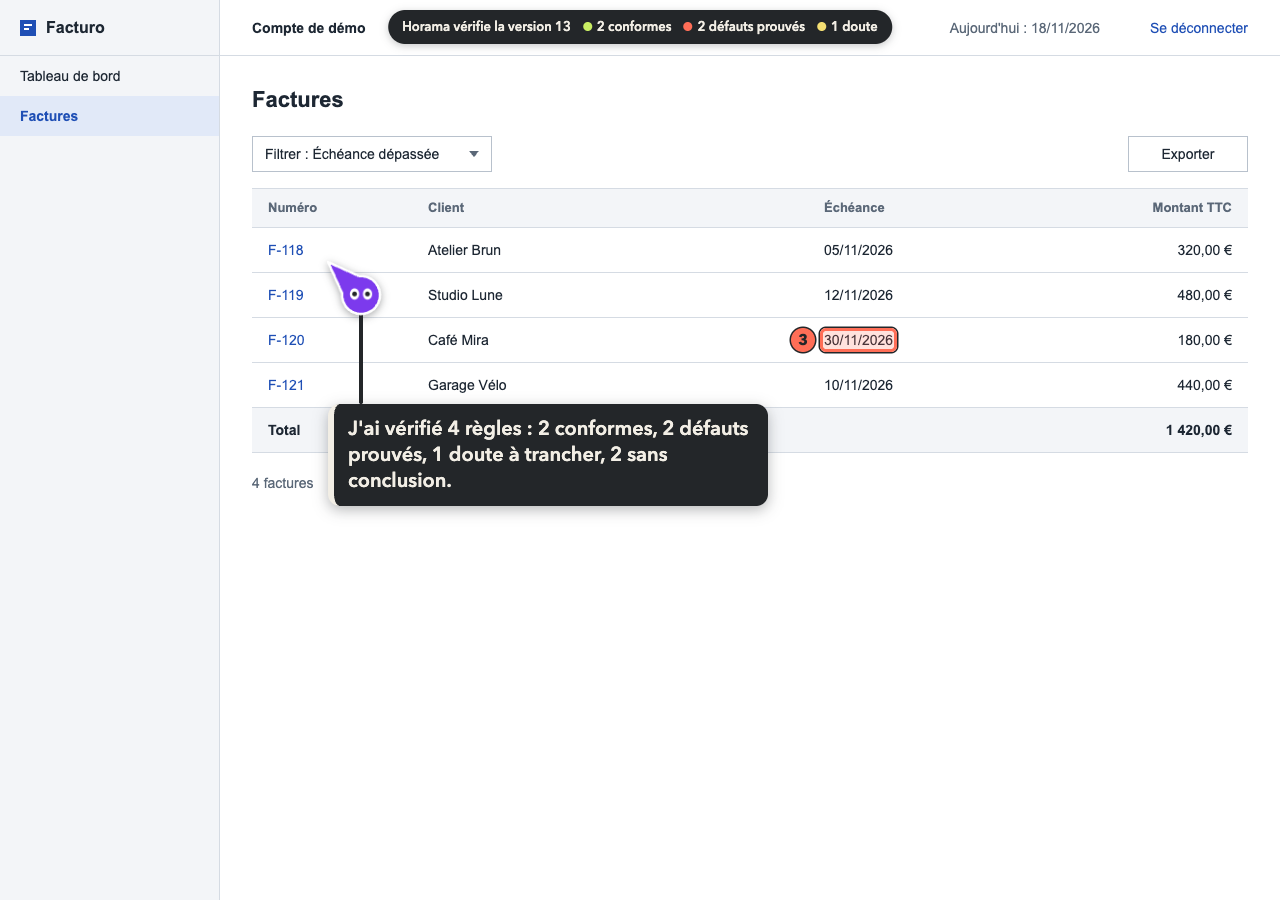 Facturo
Compte de démo
Horama vérifie la version 13 2 conformes 2 défauts prouvés 1 doute
Aujourd'hui : 18/11/2026
Se déconnecter
Tableau de bord
Factures
Factures
Filtrer : Échéance dépassée
Exporter
Numéro Client Échéance Montant TTC
F-118 Atelier Brun 05/11/2026 320,00 €
F-119 Studio Lune 12/11/2026 480,00 €
F-120 Café Mira 3 30/11/2026 180,00 €
F-121 Garage Vélo 10/11/2026 440,00 €
Total 1 420,00 €
J'ai vérifié 4 règles : 2 conformes, 2 défauts
prouvés, 1 doute à trancher, 2 sans
conclusion.
4 factures